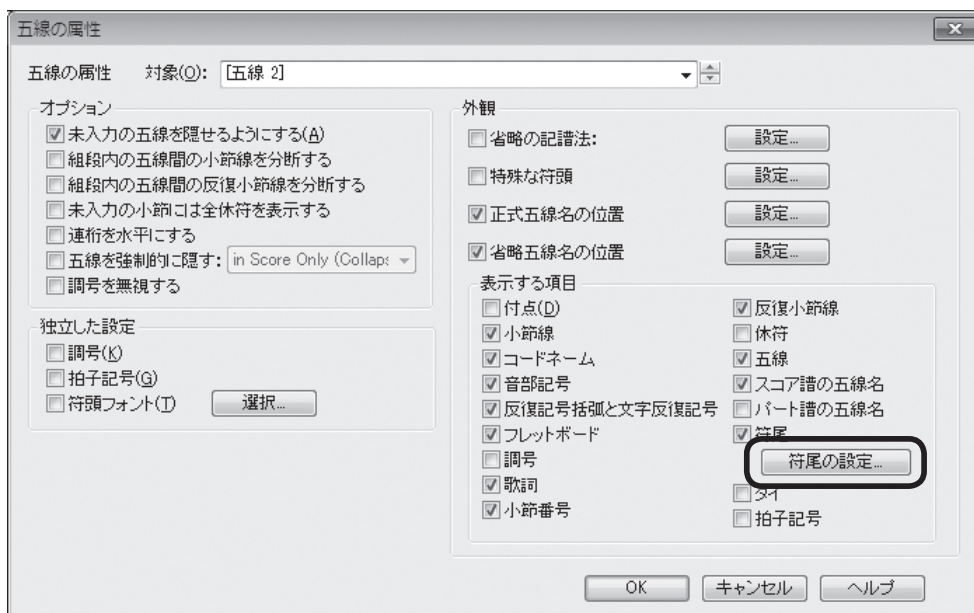 五線の属性
五線の属性 対象(O): [五線 2]
オプション
未入力の五線を隠せるようにする(A)
組段内の五線間の小節線を分断する
組段内の五線間の反復小節線を分断する
未入力の小節には全休符を表示する
連桁を水平にする
五線を強制的に隠す: in Score Only (Collaps
調号を無視する
独立した設定
調号(K)
拍子記号(G)
符頭フォント(T) 選択...
外観
省略の記譜法: 設定...
特殊な符頭 設定...
正式五線名の位置 設定...
省略五線名の位置 設定...
表示する項目
付点(D)
小節線
コードネーム
音部記号
反復記号括弧と文字反復記号
フレットボード
調号
歌詞
小節番号
反復小節線
休符
五線
スコア譜の五線名
パート譜の五線名
符尾
符尾の設定...
タイ
拍子記号
OK キャンセル ヘルプ